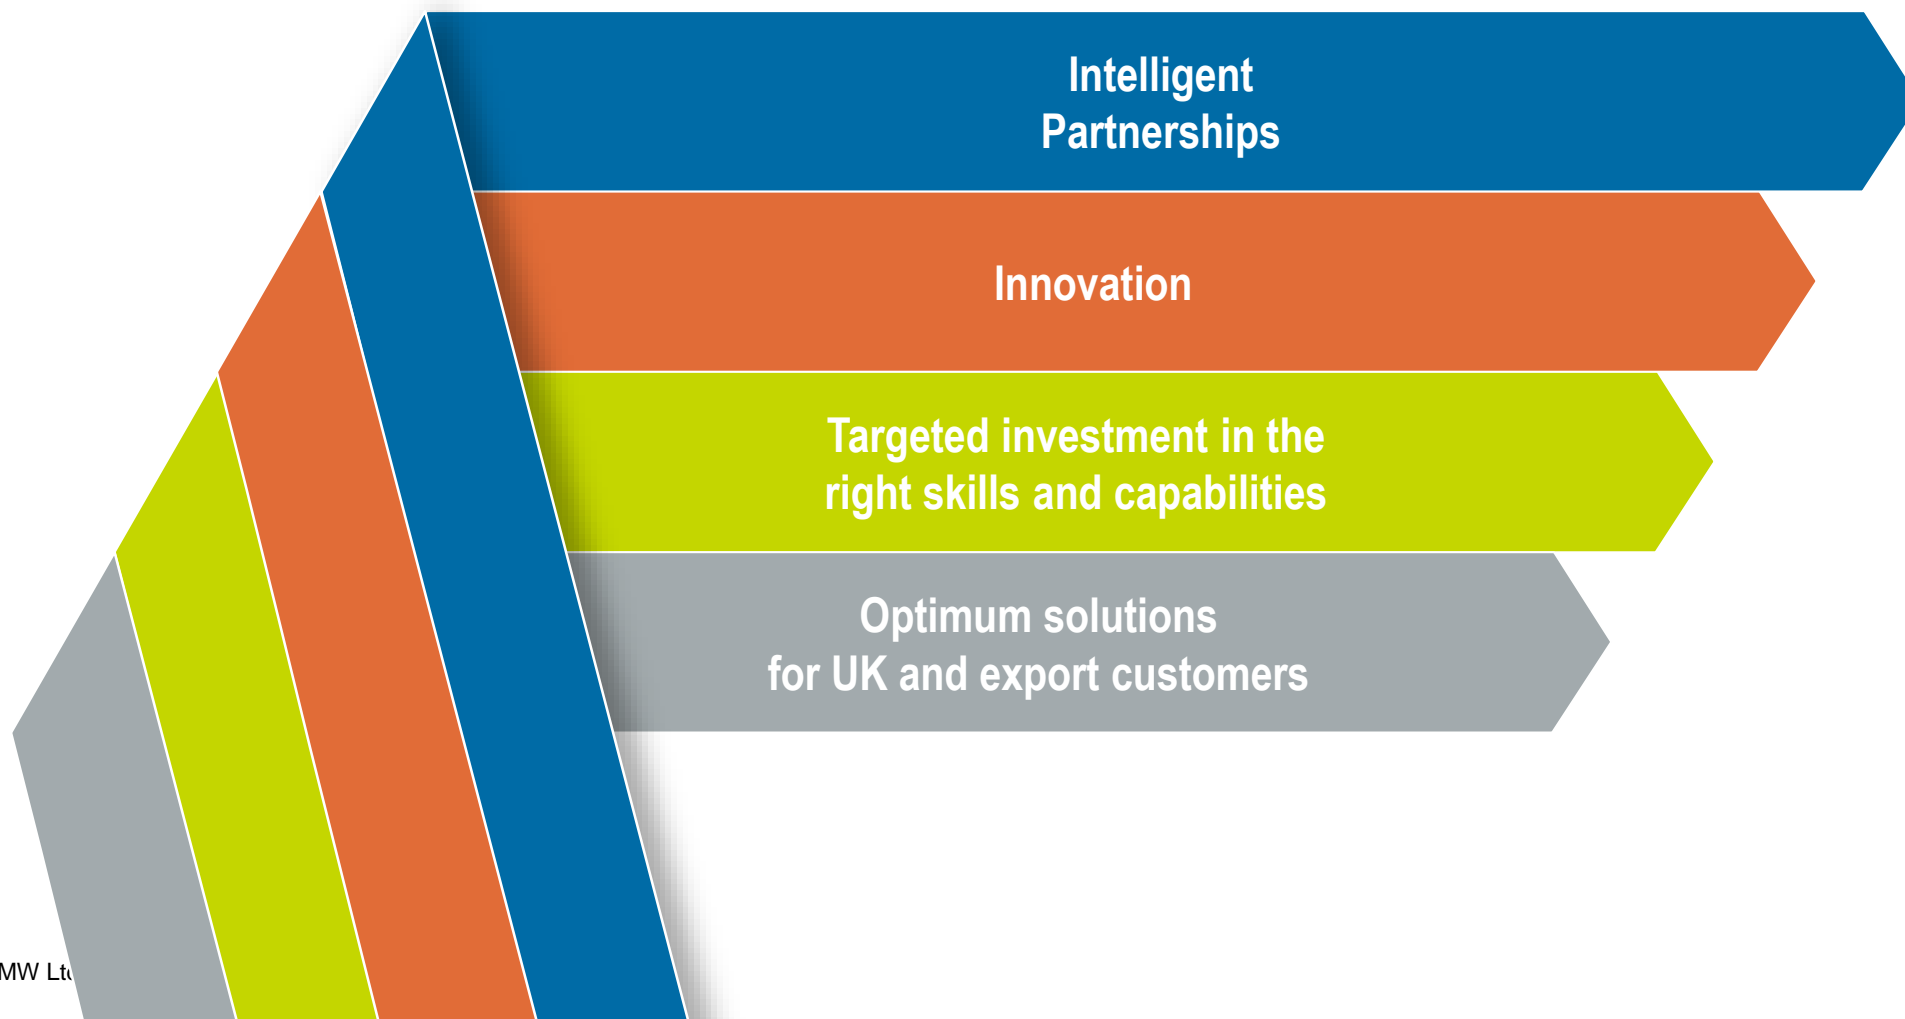 Intelligent
Partnerships
Innovation
Targeted investment in the
right skills and capabilities
Optimum solutions
for UK and export customers
MW